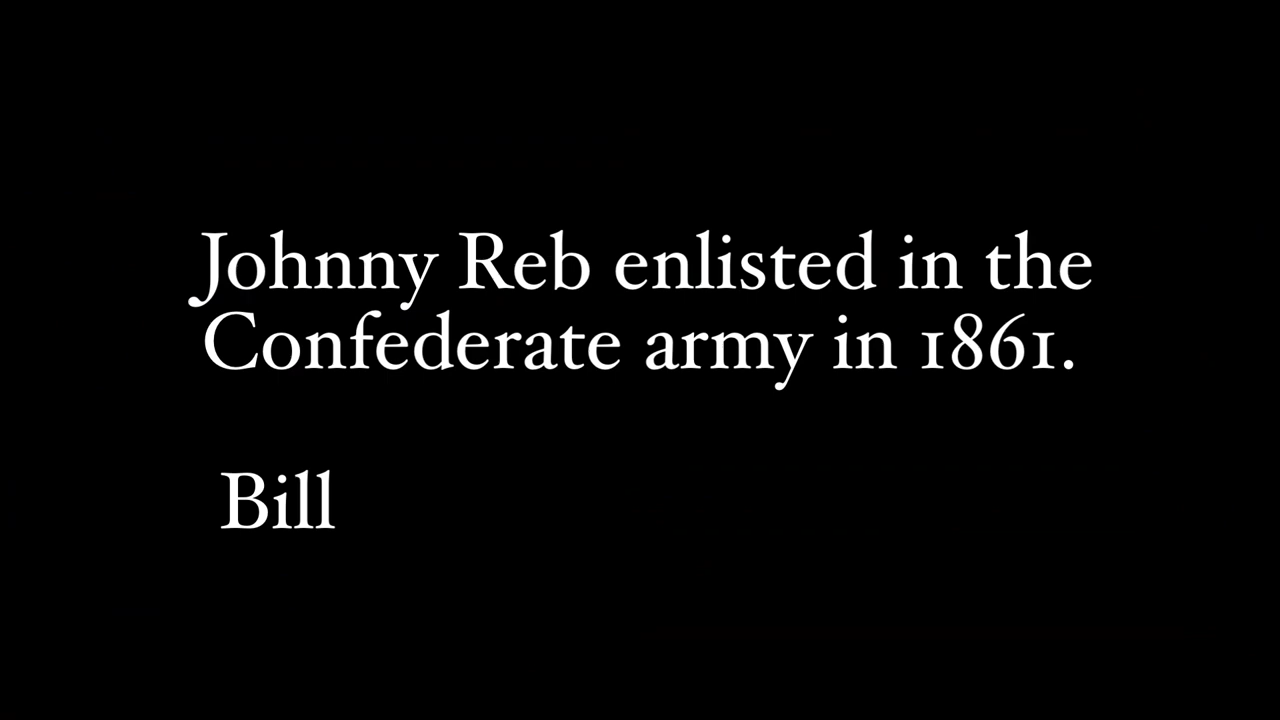 Johnny Reb enlisted in the
Confederate army in 1861.
Bill